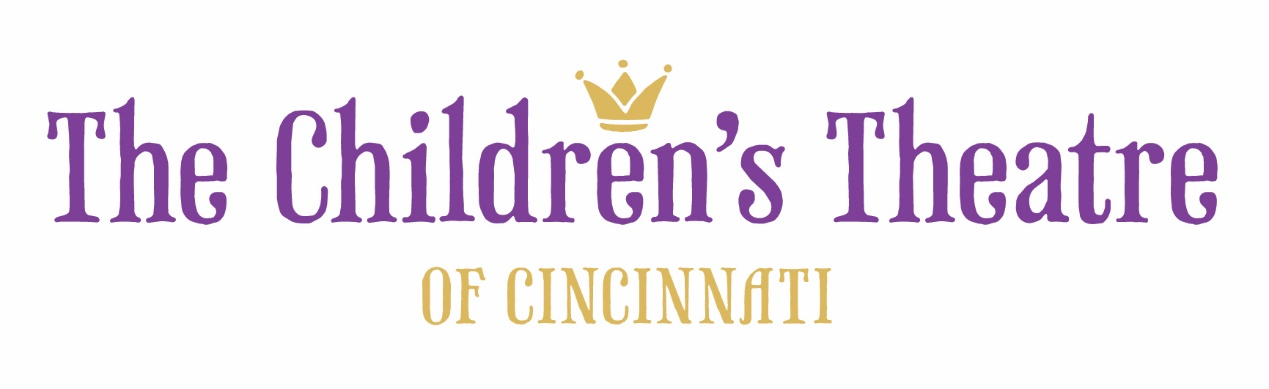 The Children’s Theatre
OF CINCINNATI